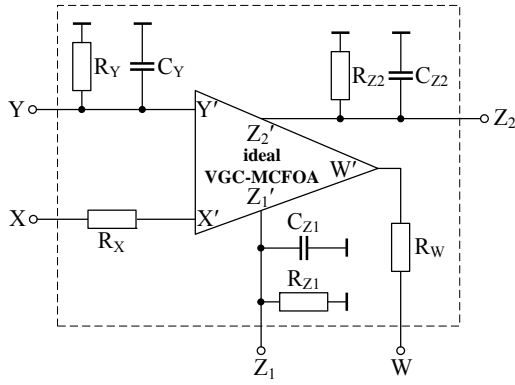 R_Y
C_Y
R_Z2
C_Z2
Y
Y′
Z_2′
Z_2
ideal
W′
VGC-MCFOA
X
X′
Z_1′
R_X
C_Z1
R_W
R_Z1
Z_1
W